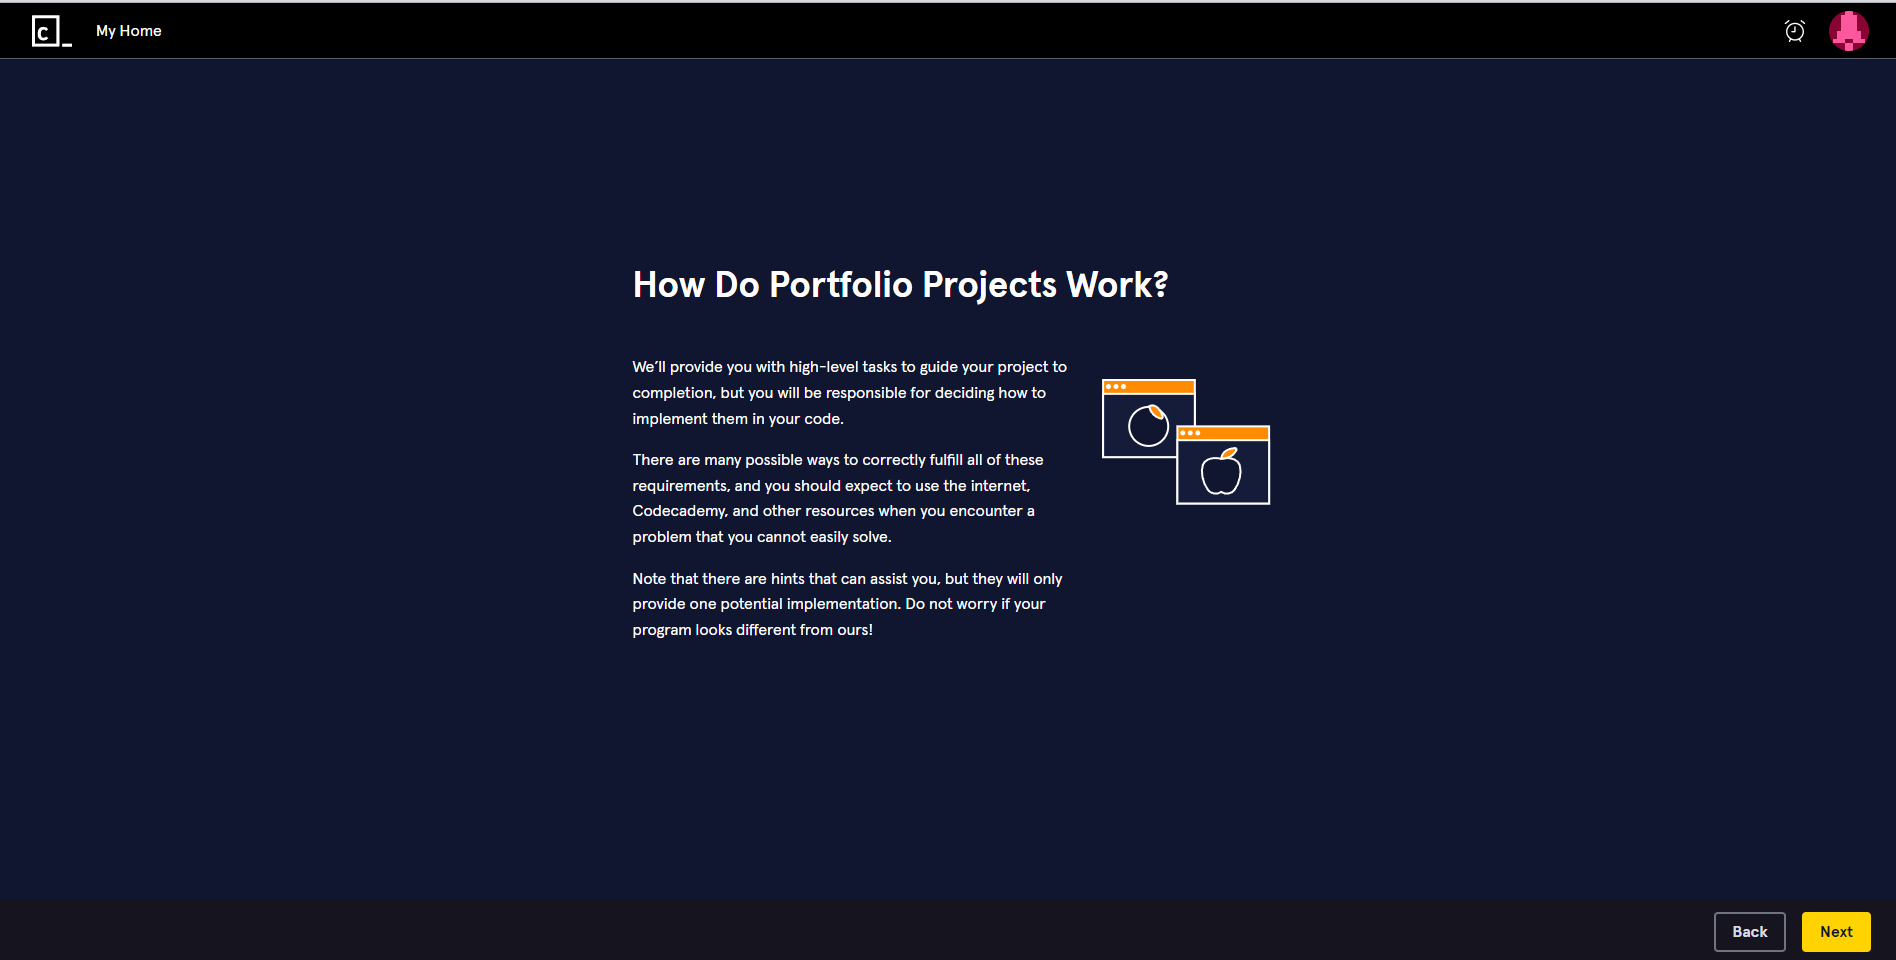 C_
My Home
How Do Portfolio Projects Work?
We’ll provide you with high-level tasks to guide your project to
completion, but you will be responsible for deciding how to
implement them in your code.
There are many possible ways to correctly fulfill all of these
requirements, and you should expect to use the internet,
Codecademy, and other resources when you encounter a
problem that you cannot easily solve.
Note that there are hints that can assist you, but they will only
provide one potential implementation. Do not worry if your
program looks different from ours!
Back
Next